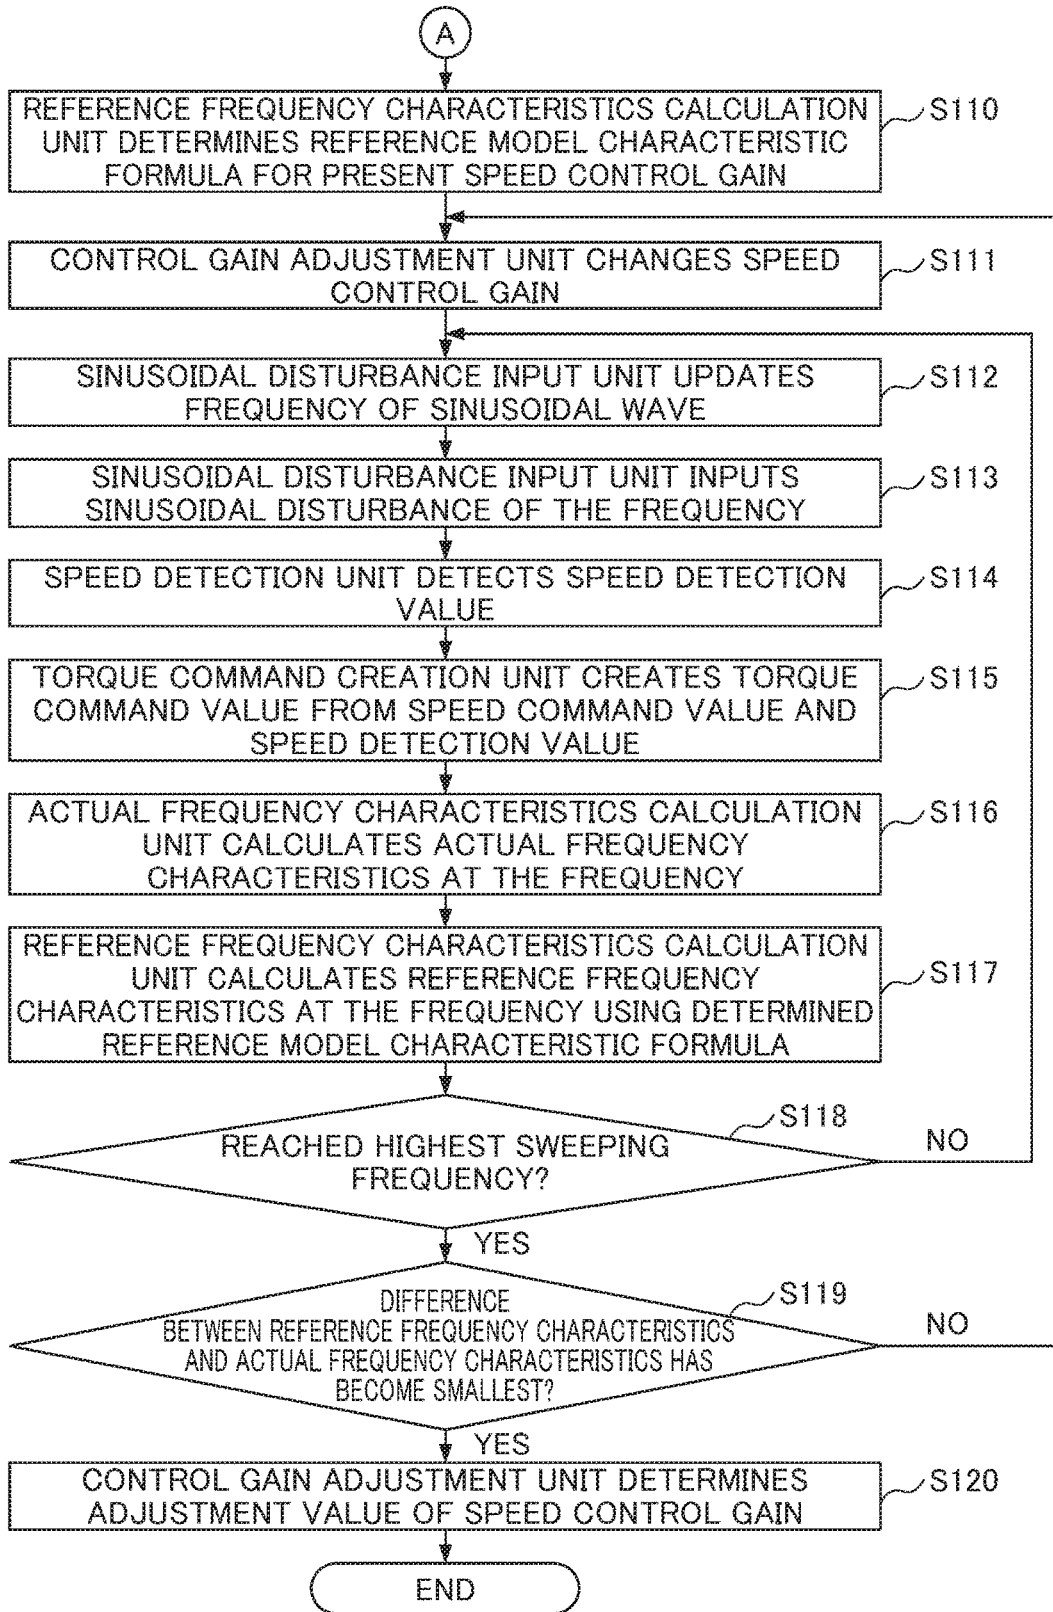 A
REFERENCE FREQUENCY CHARACTERISTICS CALCULATION
UNIT DETERMINES REFERENCE MODEL CHARACTERISTIC
FORMULA FOR PRESENT SPEED CONTROL GAIN
S110
CONTROL GAIN ADJUSTMENT UNIT CHANGES SPEED
CONTROL GAIN
S111
SINUSOIDAL DISTURBANCE INPUT UNIT UPDATES
FREQUENCY OF SINUSOIDAL WAVE
S112
SINUSOIDAL DISTURBANCE INPUT UNIT INPUTS
SINUSOIDAL DISTURBANCE OF THE FREQUENCY
S113
SPEED DETECTION UNIT DETECTS SPEED DETECTION
VALUE
S114
TORQUE COMMAND CREATION UNIT CREATES TORQUE
COMMAND VALUE FROM SPEED COMMAND VALUE AND
SPEED DETECTION VALUE
S115
ACTUAL FREQUENCY CHARACTERISTICS CALCULATION
UNIT CALCULATES ACTUAL FREQUENCY
CHARACTERISTICS AT THE FREQUENCY
S116
REFERENCE FREQUENCY CHARACTERISTICS CALCULATION
UNIT CALCULATES REFERENCE FREQUENCY
CHARACTERISTICS AT THE FREQUENCY USING DETERMINED
REFERENCE MODEL CHARACTERISTIC FORMULA
S117
REACHED HIGHEST SWEEPING
FREQUENCY?
S118
NO
YES
DIFFERENCE
BETWEEN REFERENCE FREQUENCY CHARACTERISTICS
AND ACTUAL FREQUENCY CHARACTERISTICS HAS
BECOME SMALLEST?
S119
NO
YES
CONTROL GAIN ADJUSTMENT UNIT DETERMINES
ADJUSTMENT VALUE OF SPEED CONTROL GAIN
S120
END